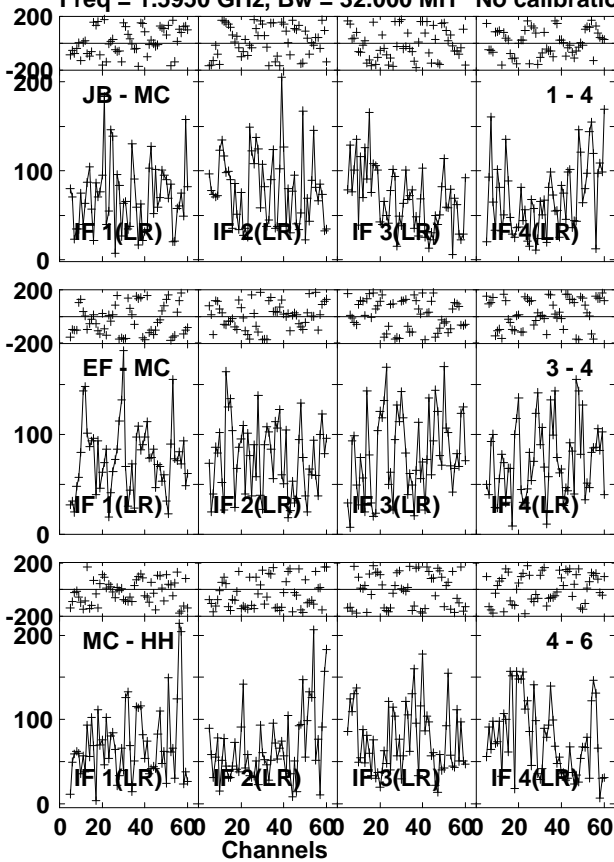 Freq = 1.5950 GHz, Bw = 32.000 MH No calibratio
200
-200
200
JB - MC
1 - 4
100
IF 1(LR) IF 2(LR) IF 3(LR) IF 4(LR)
0
200
-200
EF - MC
3 - 4
100
IF 1(LR) IF 2(LR) IF 3(LR) IF 4(LR)
0
200
-200
200
MC - HH
4 - 6
100
IF 1(LR) IF 2(LR) IF 3(LR) IF 4(LR)
0
0 20 40 60 0 20 40 60 0 20 40 60 0 20 40 60
Channels